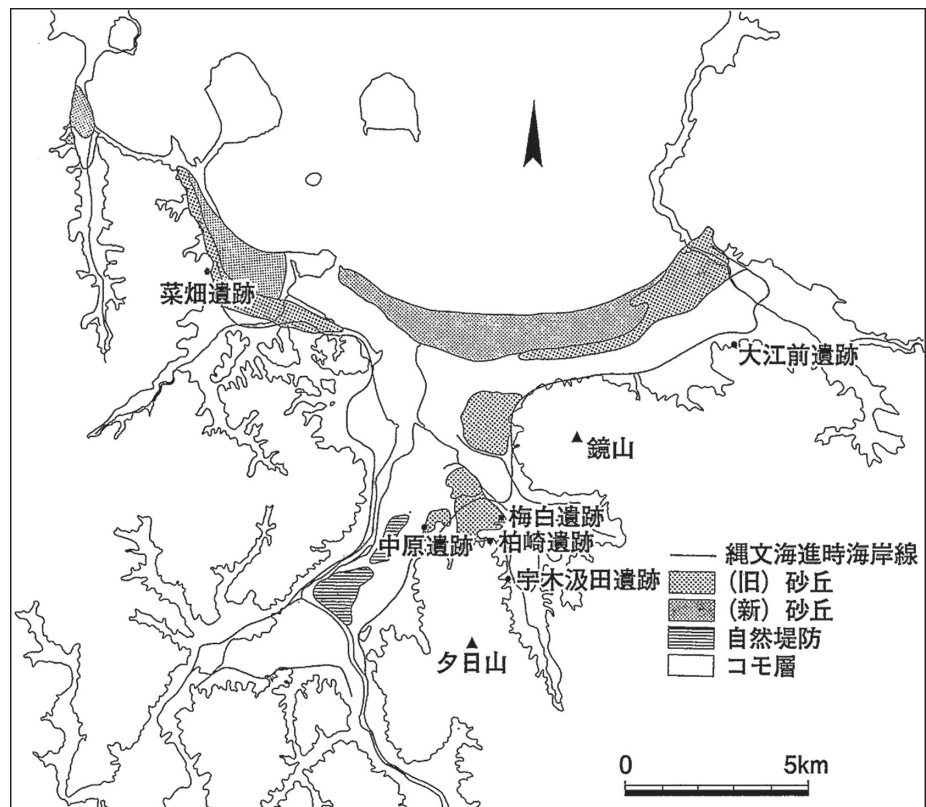 菜畑遺跡
大江前遺跡
鏡山
梅白遺跡
中原遺跡
柏崎遺跡
宇木汲田遺跡
夕日山
縄文海進時海岸線
(旧)砂丘
(新)砂丘
自然堤防
コモ層
0 5km